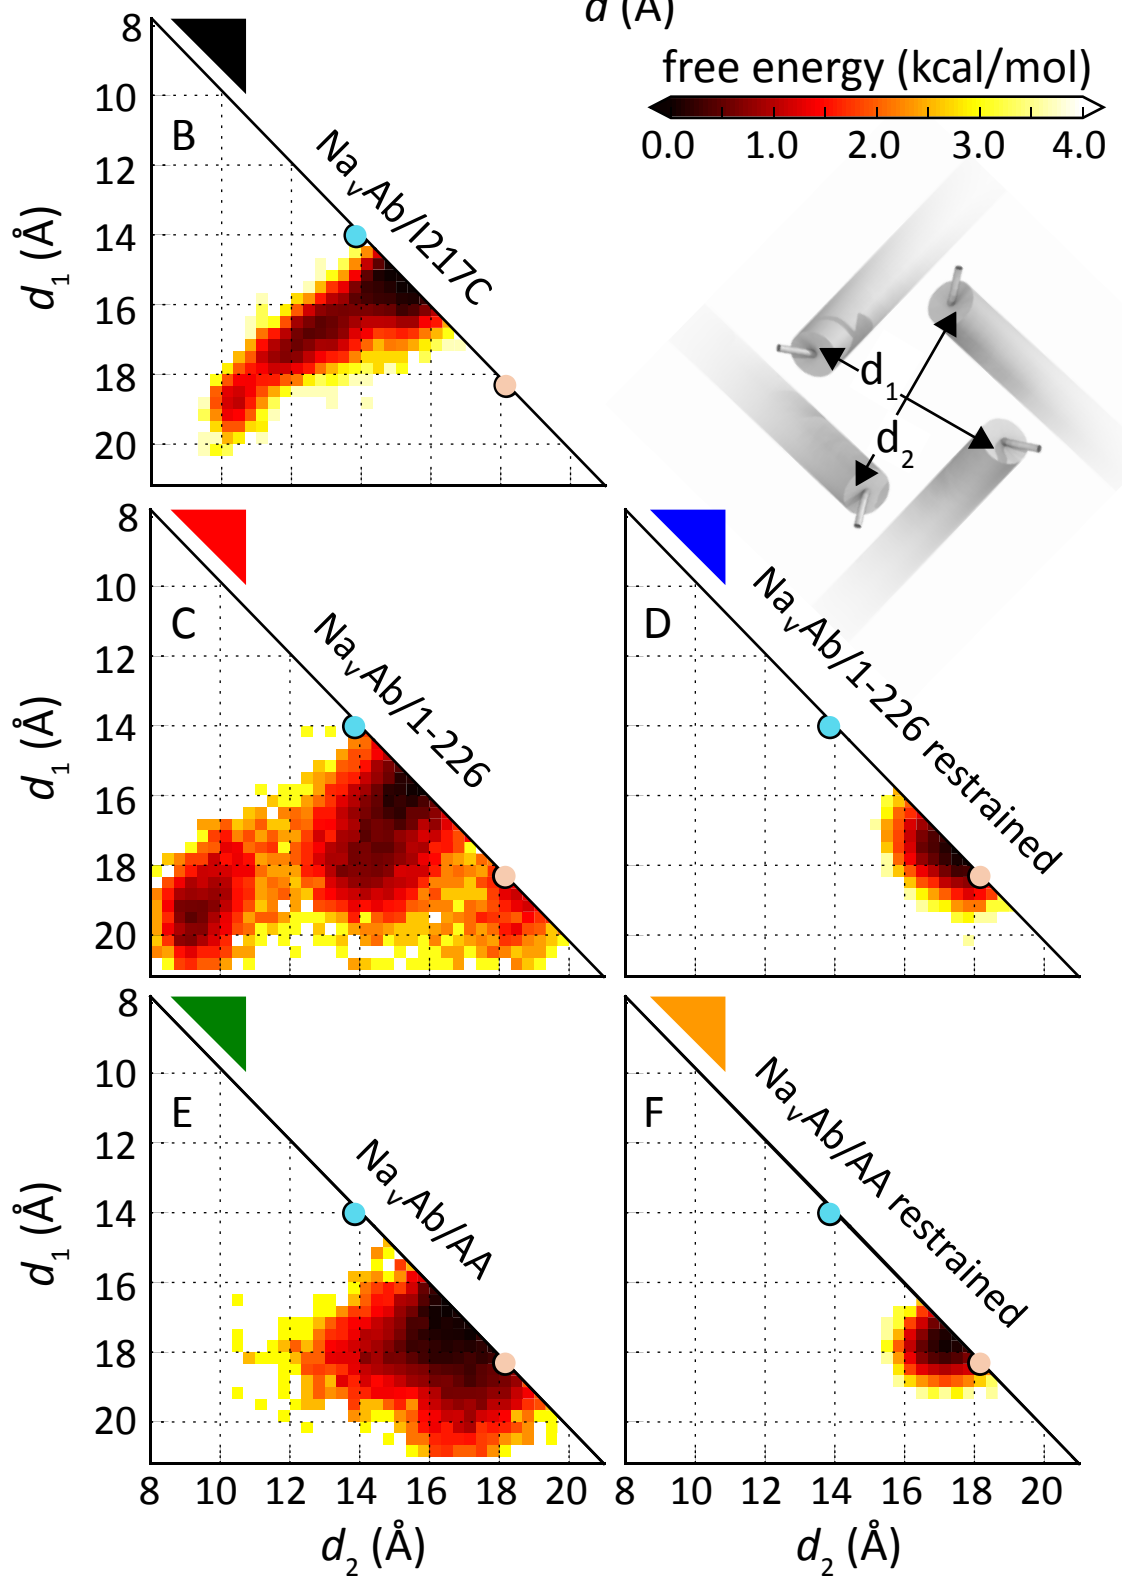 d (Å)
free energy (kcal/mol)
0.0 1.0 2.0 3.0 4.0
B
NavAb/I217C
8
10
12
14
16
18
20
d1 (Å)
d1
d2
C
NavAb/1-226
8
10
12
14
16
18
20
d1 (Å)
D
NavAb/1-226 restrained
E
NavAb/AA
8
10
12
14
16
18
20
d1 (Å)
8 10 12 14 16 18 20
d2 (Å)
F
NavAb/AA restrained
8 10 12 14 16 18 20
d2 (Å)